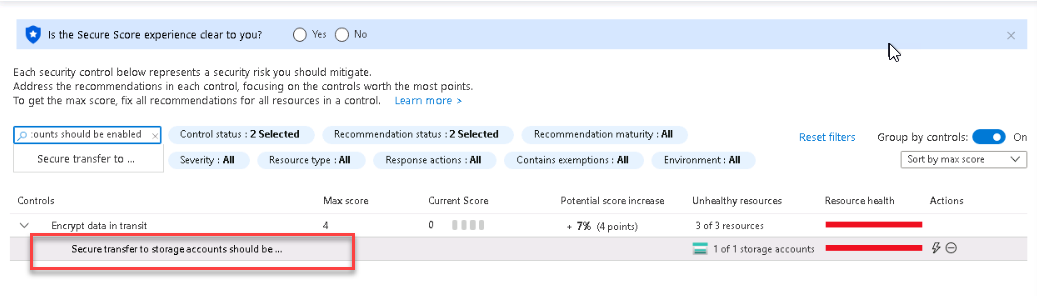 Is the Secure Score experience clear to you? Yes No
Each security control below represents a security risk you should mitigate.
Address the recommendations in each control, focusing on the controls worth the most points.
To get the max score, fix all recommendations for all resources in a control. Learn more >
:ounts should be enabled × Control status : 2 Selected Recommendation status : 2 Selected Recommendation maturity : All Reset filters Group by controls: On
Secure transfer to ... Severity : All Resource type : All Response actions : All Contains exemptions : All Environment : All Sort by max score
Controls Max score Current Score Potential score increase Unhealthy resources Resource health Actions
Encrypt data in transit 4 0 + 7% (4 points) 3 of 3 resources
Secure transfer to storage accounts should be ... 1 of 1 storage accounts